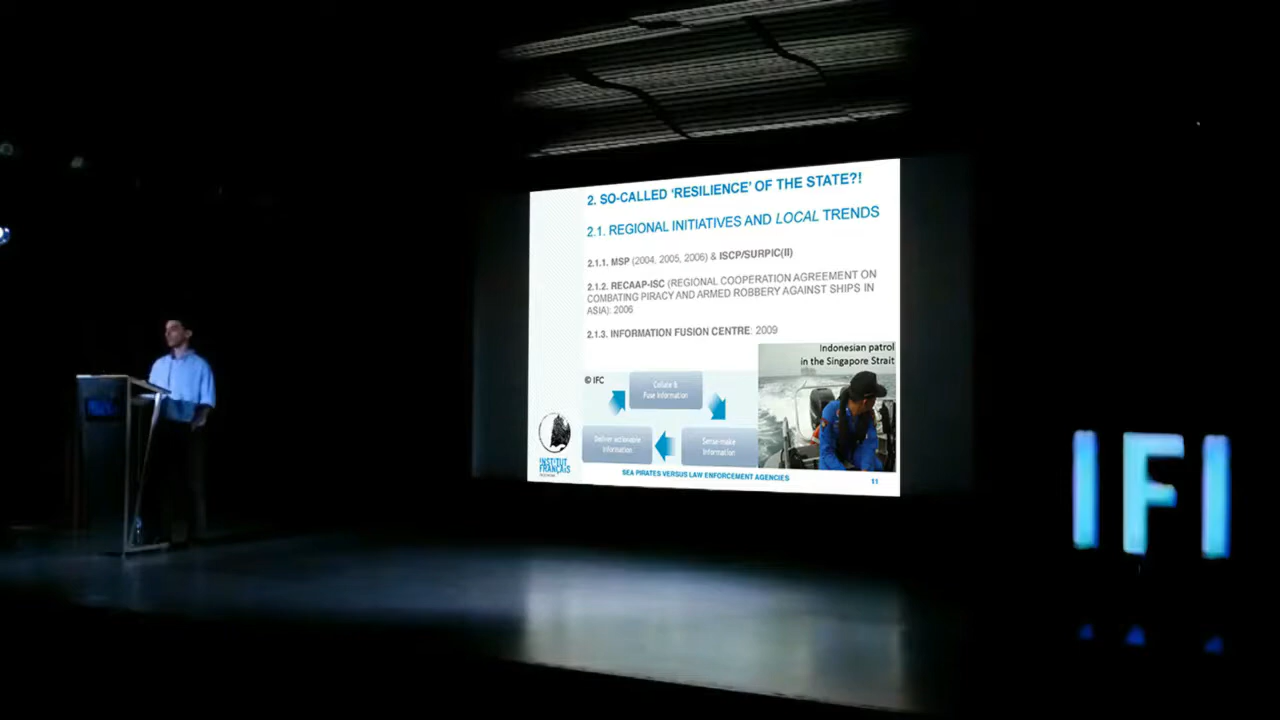 2. SO-CALLED ‘RESILIENCE’ OF THE STATE?!
2.1. REGIONAL INITIATIVES AND LOCAL TRENDS
2.1.1. MSP (2004, 2005, 2006) & ISCP/SURPIC(II)
2.1.2. RECAAP-ISC (REGIONAL COOPERATION AGREEMENT ON
COMBATING PIRACY AND ARMED ROBBERY AGAINST SHIPS IN
ASIA): 2006
2.1.3. INFORMATION FUSION CENTRE: 2009
Indonesian patrol
in the Singapore Strait
© IFC
Collate &
Fuse Information
Deliver actionable
Information
Sense-make
Information
INSTITUT
FRANÇAIS
SEA PIRATES VERSUS LAW ENFORCEMENT AGENCIES
11
IFI